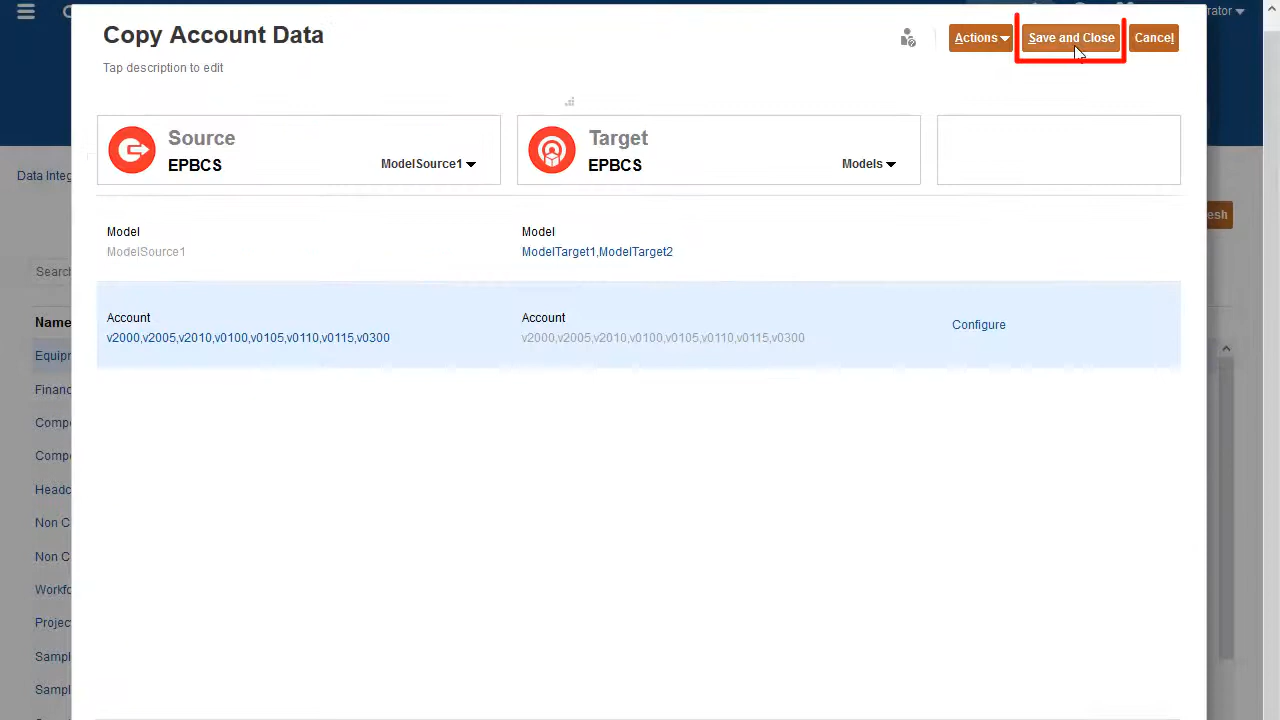 rator
Copy Account Data
Actions
Save and Close
Cancel
Tap description to edit
Source
EPBCS
ModelSource1
Target
EPBCS
Models
Data Integ
esh
Model
ModelSource1
Model
ModelTarget1,ModelTarget2
Search
Name
Account
v2000,v2005,v2010,v0100,v0105,v0110,v0115,v0300
Account
v2000,v2005,v2010,v0100,v0105,v0110,v0115,v0300
Configure
Equipr
Financ
Compe
Compe
Headc
Non C
Non C
Workfo
Projec
Sampl
Sampl